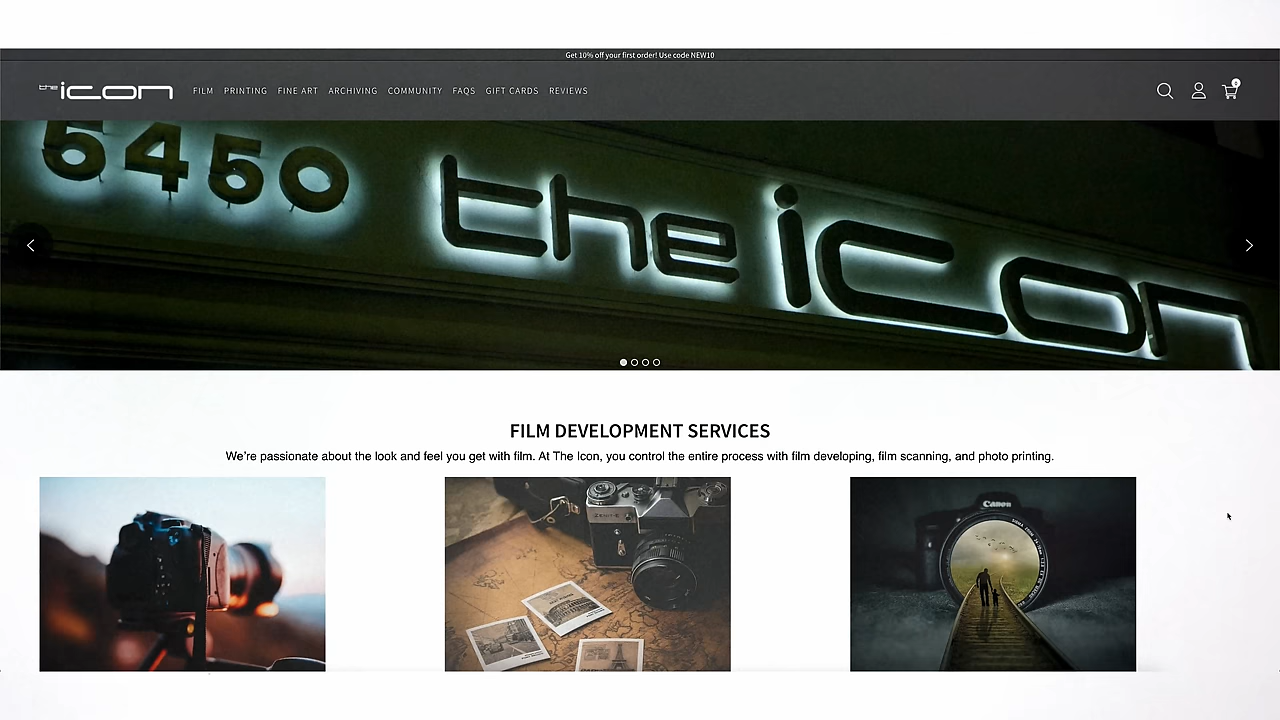 Get 10% off your first order! Use code NEW10
the icon
FILM PRINTING FINE ART ARCHIVING COMMUNITY FAQS GIFT CARDS REVIEWS
0
5450 the icon
FILM DEVELOPMENT SERVICES
We're passionate about the look and feel you get with film. At The Icon, you control the entire process with film developing, film scanning, and photo printing.
Canon